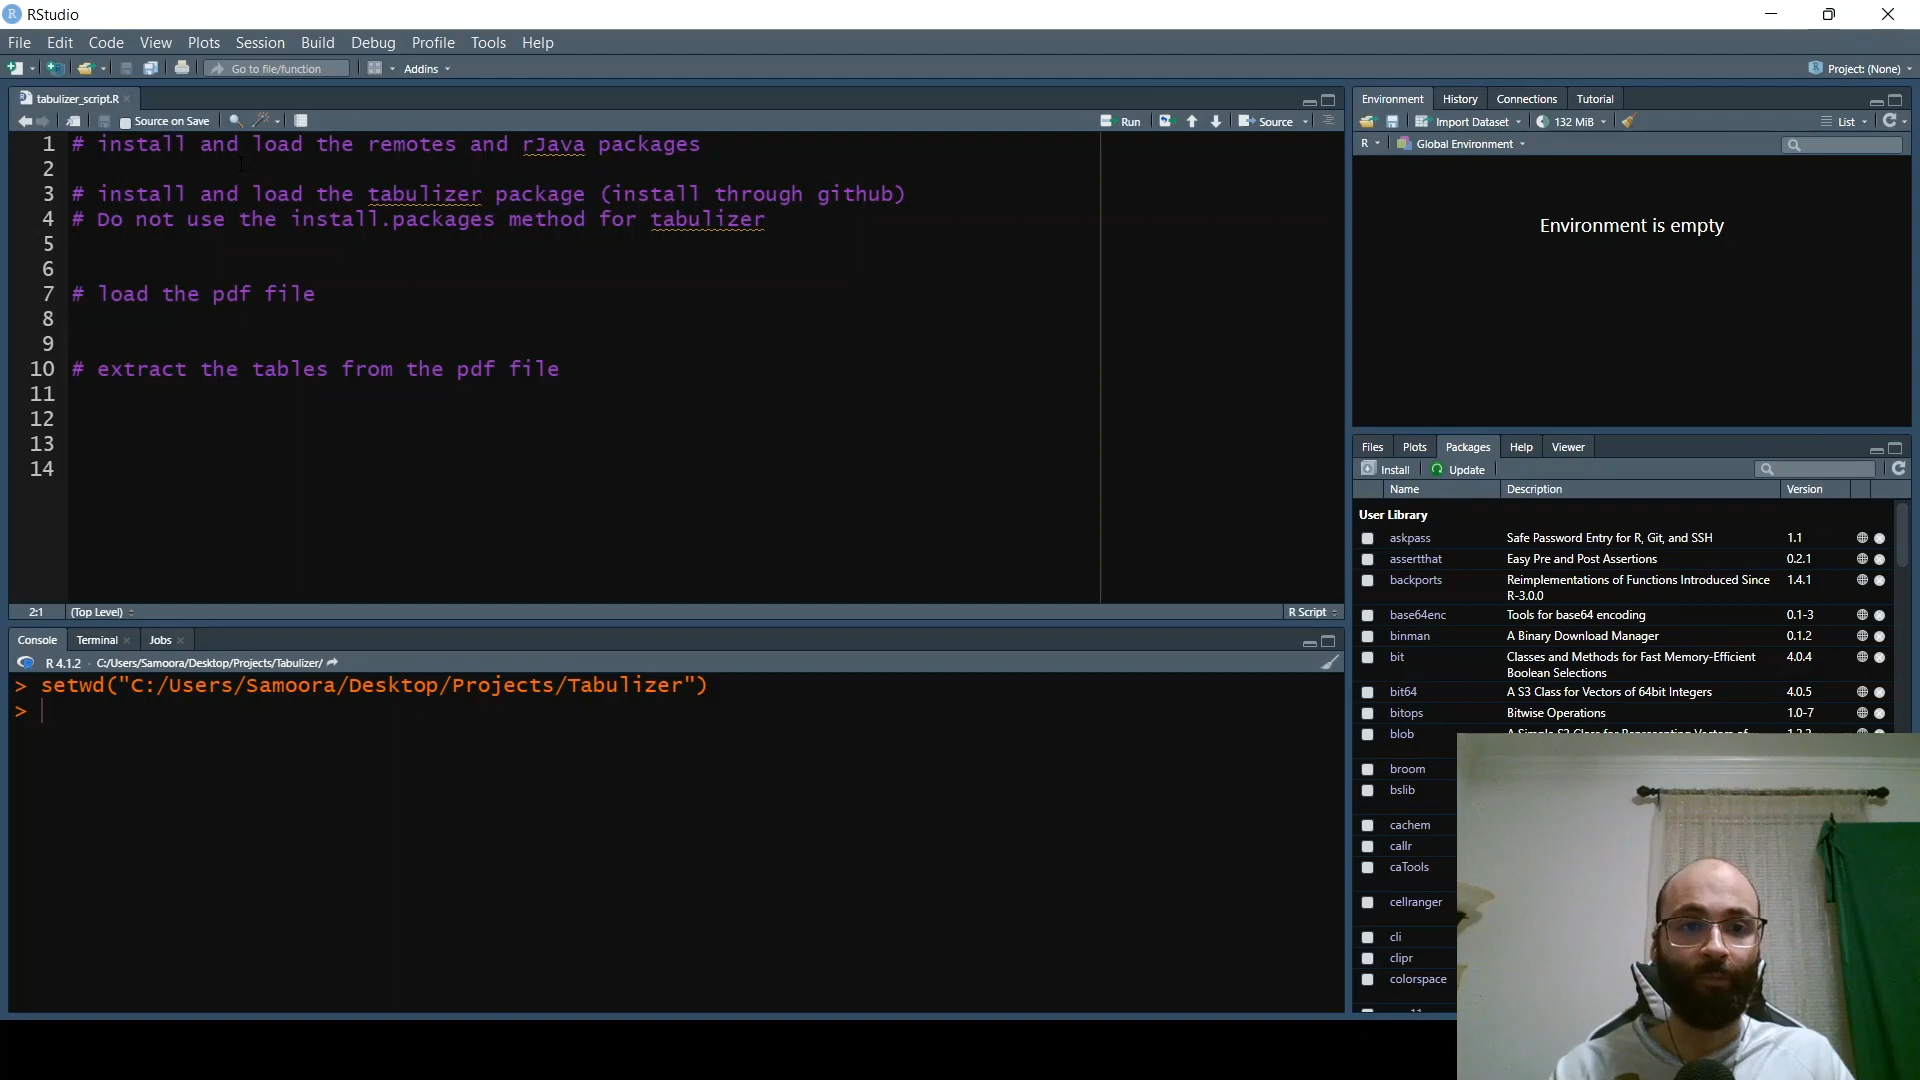 RStudio
File Edit Code View Plots Session Build Debug Profile Tools Help
Go to file/function Addins Project: (None)
tabulizer_script.R
Source on Save Run Source
1 # install and load the remotes and rJava packages
2
3 # install and load the tabulizer package (install through github)
4 # Do not use the install.packages method for tabulizer
5
6
7 # load the pdf file
8
9
10 # extract the tables from the pdf file
11
12
13
14
2:1 (Top Level) R Script
Console Terminal Jobs
R 4.1.2 · C:/Users/Samoora/Desktop/Projects/Tabulizer/
> setwd("C:/Users/Samoora/Desktop/Projects/Tabulizer")
>
Environment History Connections Tutorial
Import Dataset 132 MiB List
R Global Environment
Environment is empty
Files Plots Packages Help Viewer
Install Update
Name Description Version
User Library
askpass Safe Password Entry for R, Git, and SSH 1.1
assertthat Easy Pre and Post Assertions 0.2.1
backports Reimplementations of Functions Introduced Since 1.4.1
R-3.0.0
base64enc Tools for base64 encoding 0.1-3
binman A Binary Download Manager 0.1.2
bit Classes and Methods for Fast Memory-Efficient 4.0.4
Boolean Selections
bit64 A S3 Class for Vectors of 64bit Integers 4.0.5
bitops Bitwise Operations 1.0-7
blob
broom
bslib
cachem
callr
caTools
cellranger
cli
clipr
colorspace